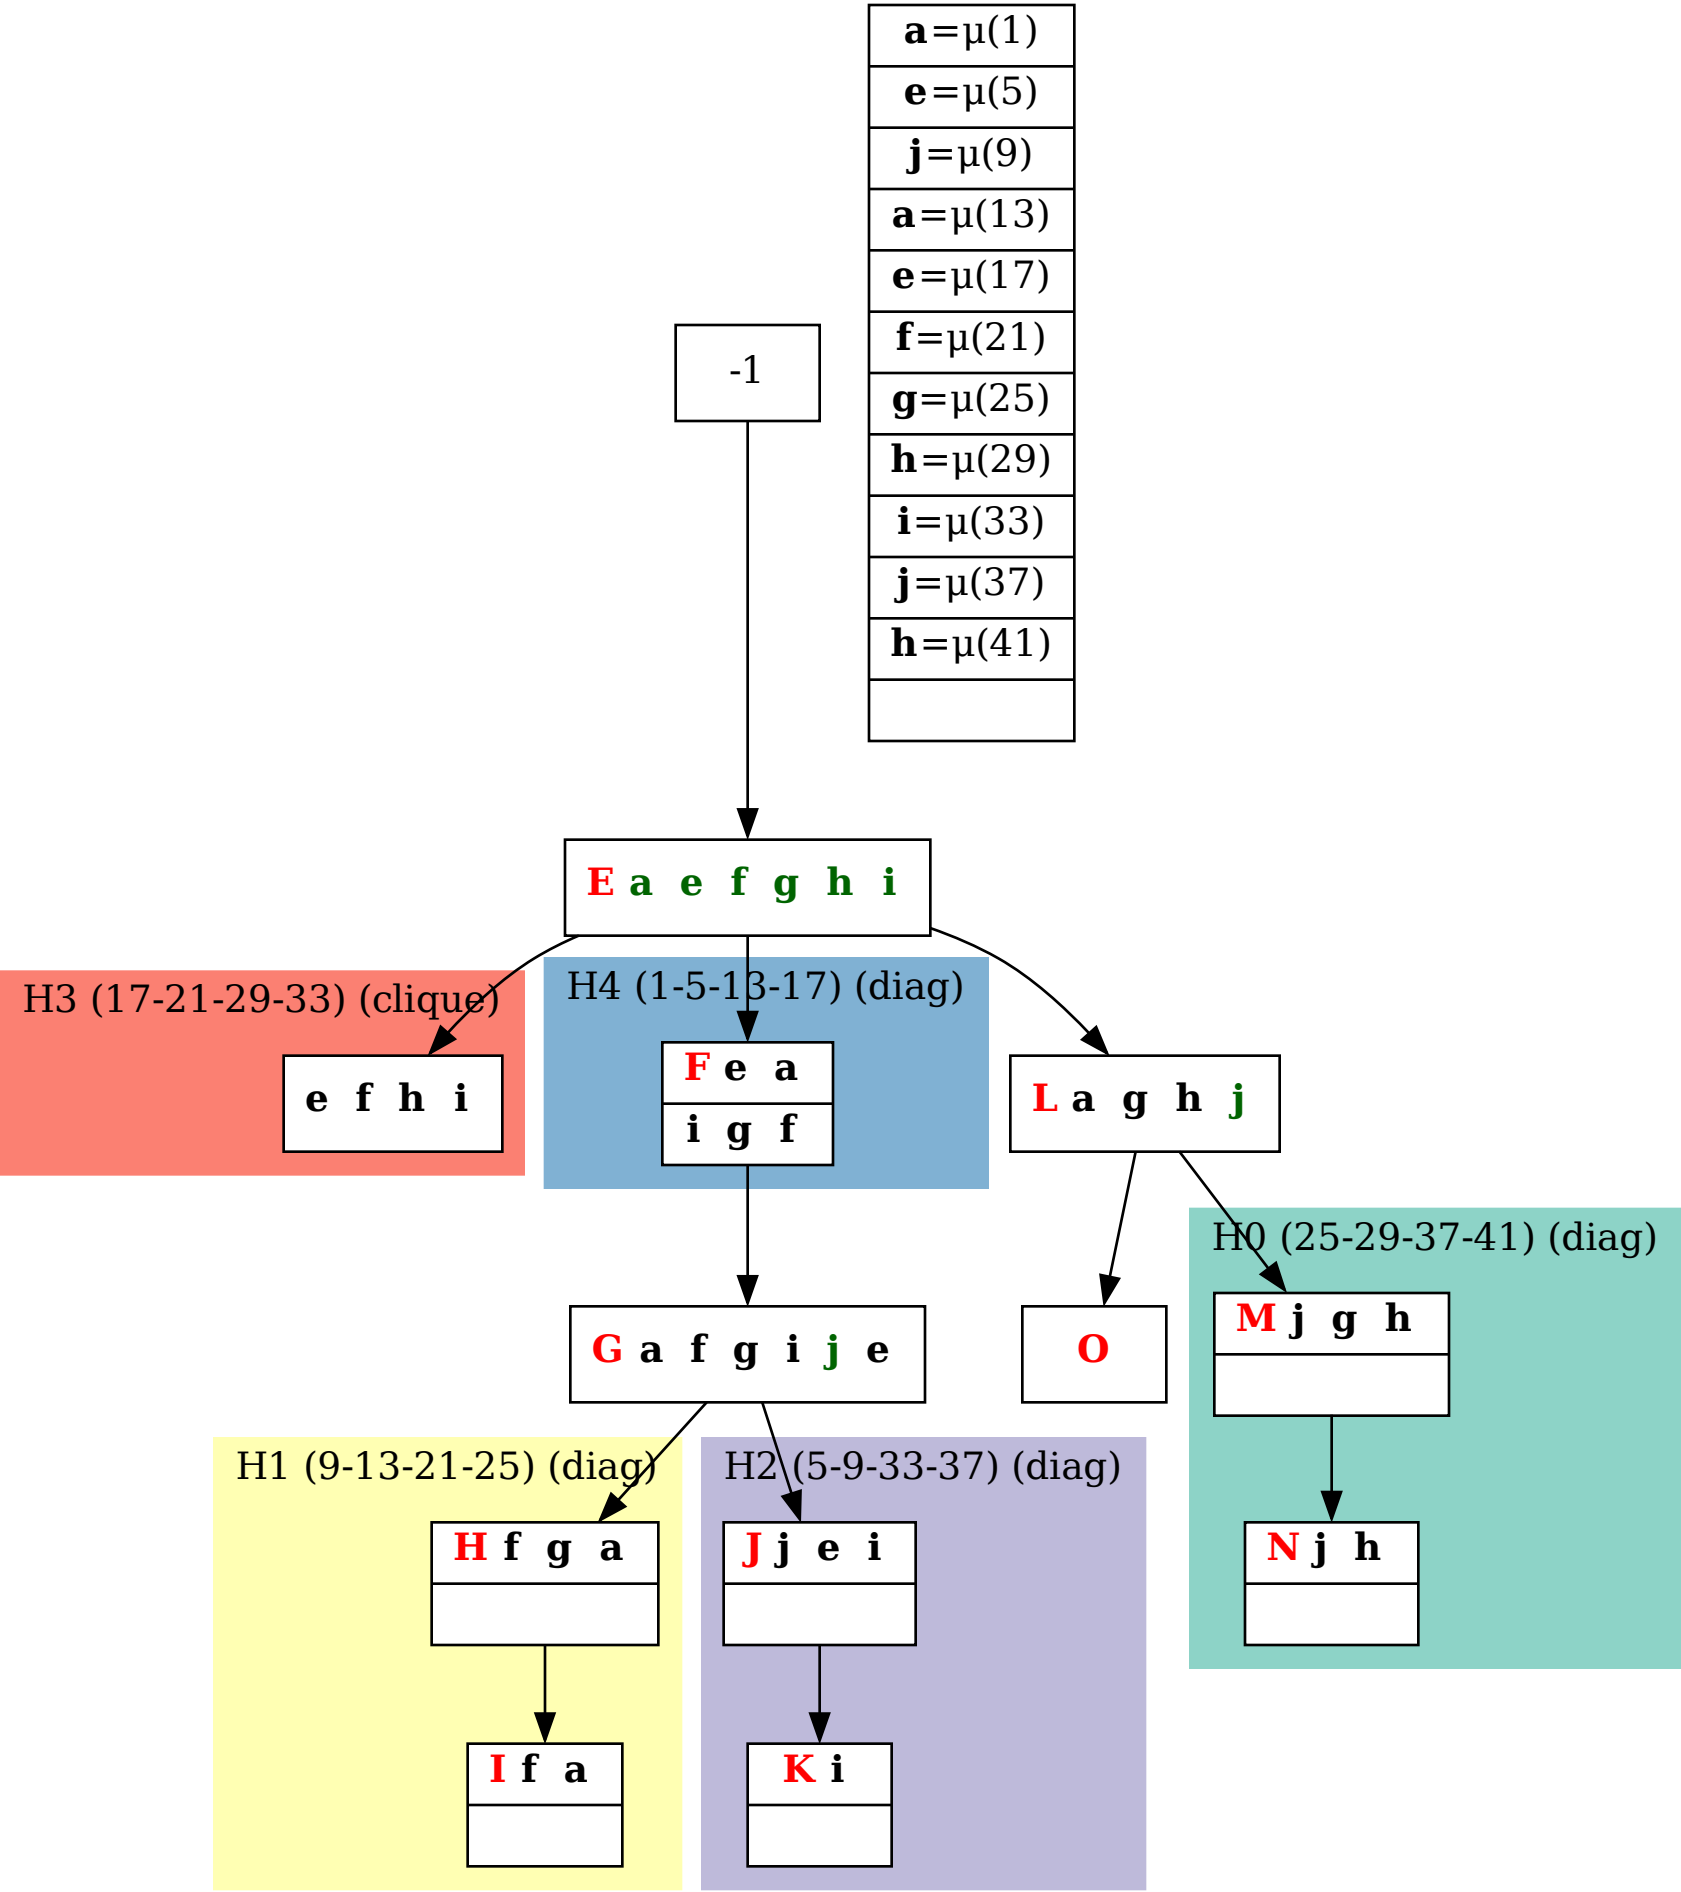 a=μ(1)
e=μ(5)
j=μ(9)
a=μ(13)
e=μ(17)
f=μ(21)
g=μ(25)
h=μ(29)
i=μ(33)
j=μ(37)
h=μ(41)
-1
E a e f g h i
H3 (17-21-29-33) (clique)
e f h i
H4 (1-5-13-17) (diag)
F e a
i g f
L a g h j
G a f g i j e
O
H0 (25-29-37-41) (diag)
M j g h
N j h
H1 (9-13-21-25) (diag)
H f g a
I f a
H2 (5-9-33-37) (diag)
J j e i
K i